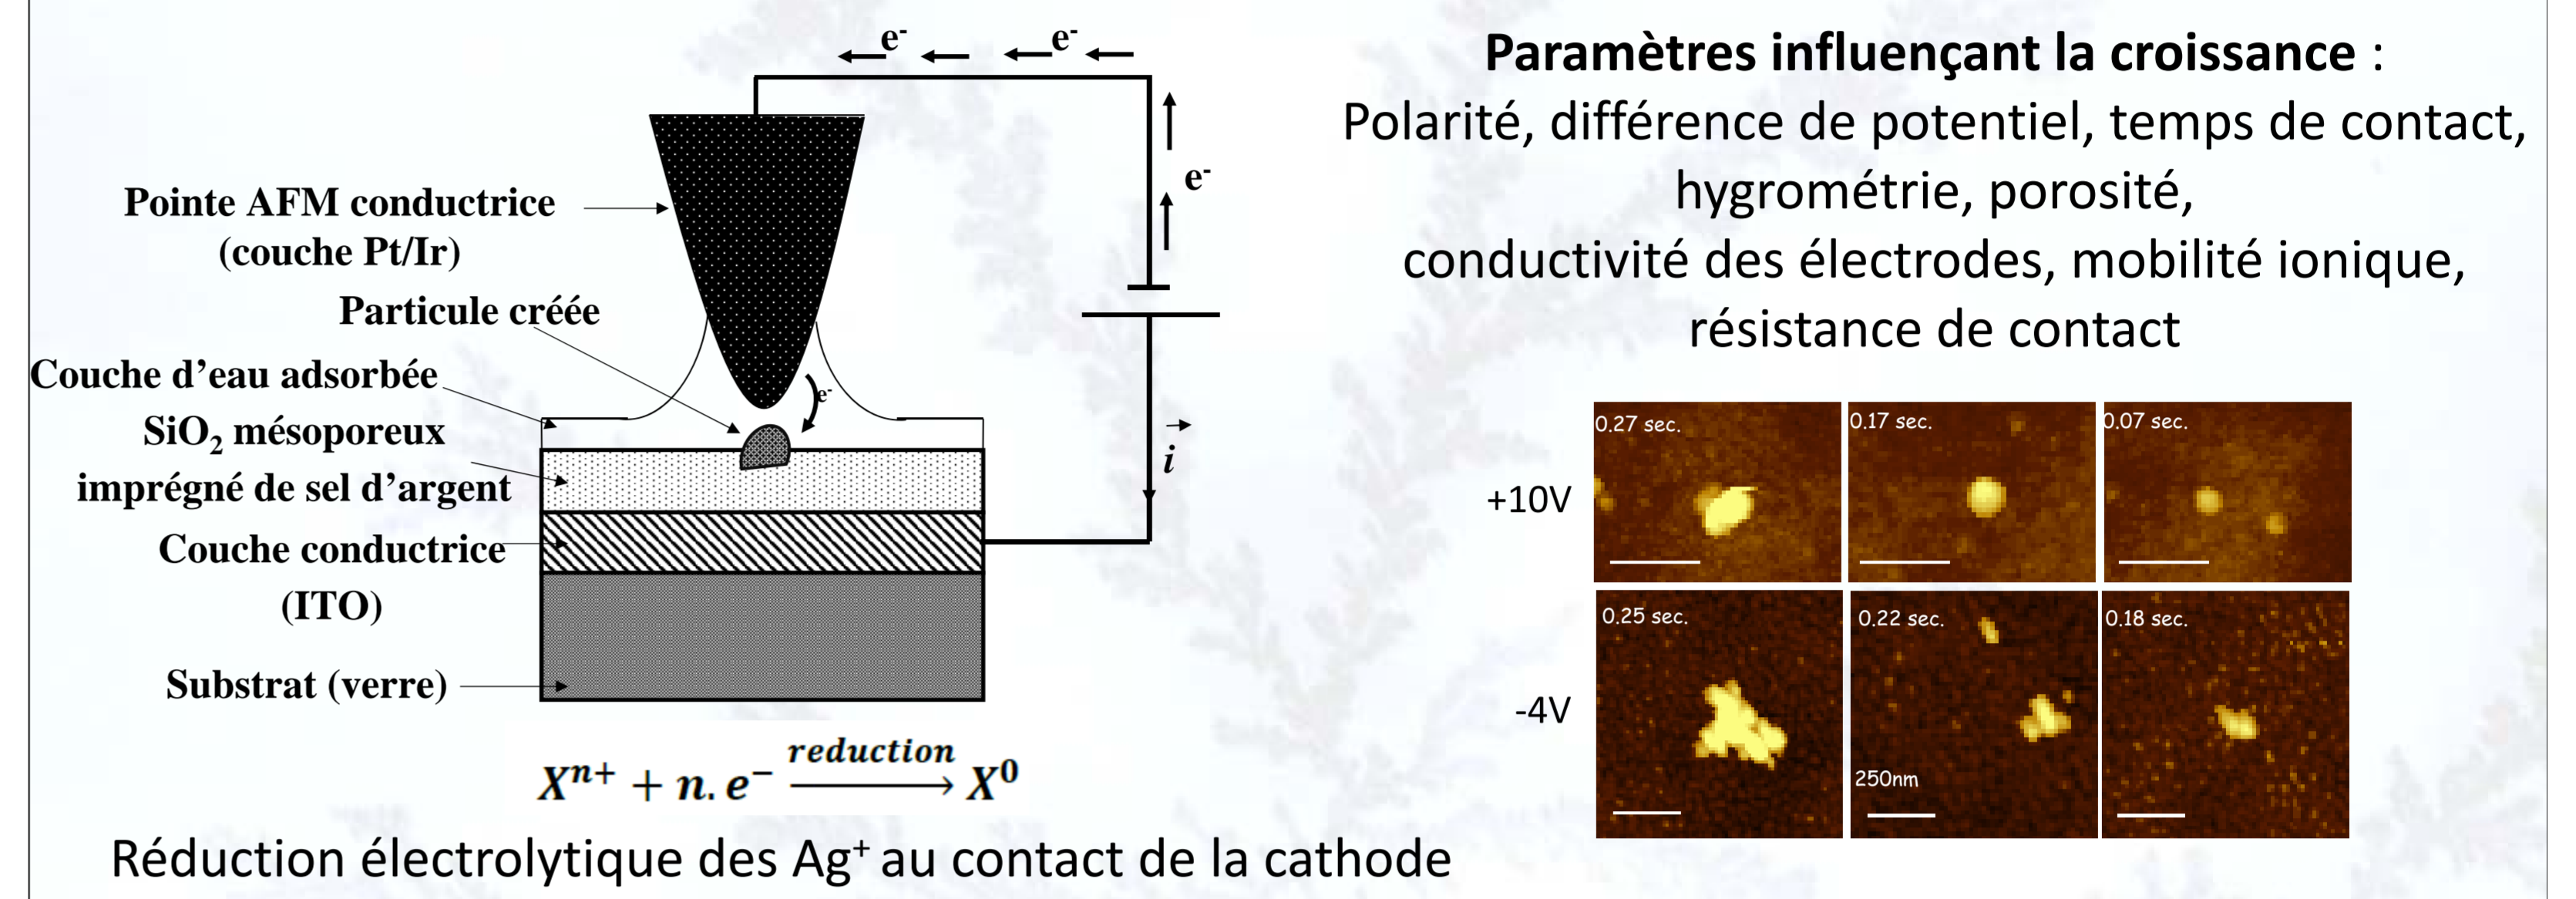 e⁻ e⁻
e⁻
Pointe AFM conductrice
(couche Pt/Ir)
Particule créée
Couche d'eau adsorbée
e⁻
SiO₂ mésoporeux
imprégné de sel d'argent
i
Couche conductrice
(ITO)
Substrat (verre)
Xⁿ⁺ + n. e⁻ reduction⟶ X⁰
Réduction électrolytique des Ag⁺ au contact de la cathode
Paramètres influençant la croissance :
Polarité, différence de potentiel, temps de contact,
hygrométrie, porosité,
conductivité des électrodes, mobilité ionique,
résistance de contact
0.27 sec. 0.17 sec. 0.07 sec.
+10V
0.25 sec. 0.22 sec. 0.18 sec.
-4V
250nm